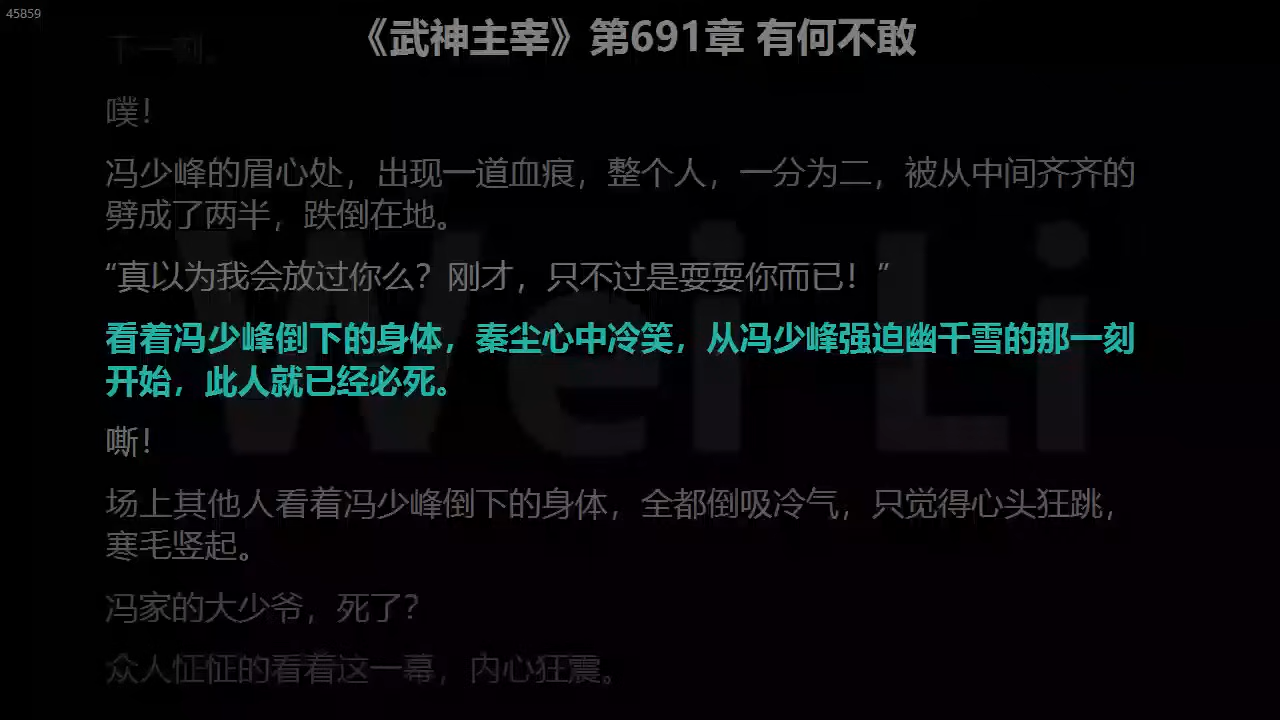 45859
《武神主宰》第691章 有何不敢
下一刻。
噗！
冯少峰的眉心处，出现一道血痕，整个人，一分为二，被从中间齐齐的
劈成了两半，跌倒在地。
“真以为我会放过你么？刚才，只不过是耍耍你而已！”
看着冯少峰倒下的身体，秦尘心中冷笑，从冯少峰强迫幽千雪的那一刻
开始，此人就已经必死。
嘶！
场上其他人看着冯少峰倒下的身体，全都倒吸冷气，只觉得心头狂跳，
寒毛竖起。
冯家的大少爷，死了？
众人怔怔的看着这一幕，内心狂震。
Wei Li